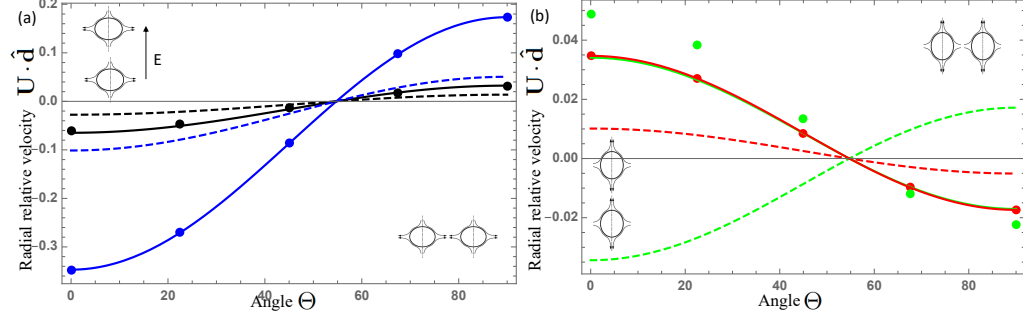 (a)
0.2
0.1
0.0
−0.1
−0.2
−0.3
E
Radial relative velocity U · d̂
0 20 40 60 80
Angle Θ
(b)
0.04
0.02
0.00
−0.02
Radial relative velocity U · d̂
0 20 40 60 80
Angle Θ